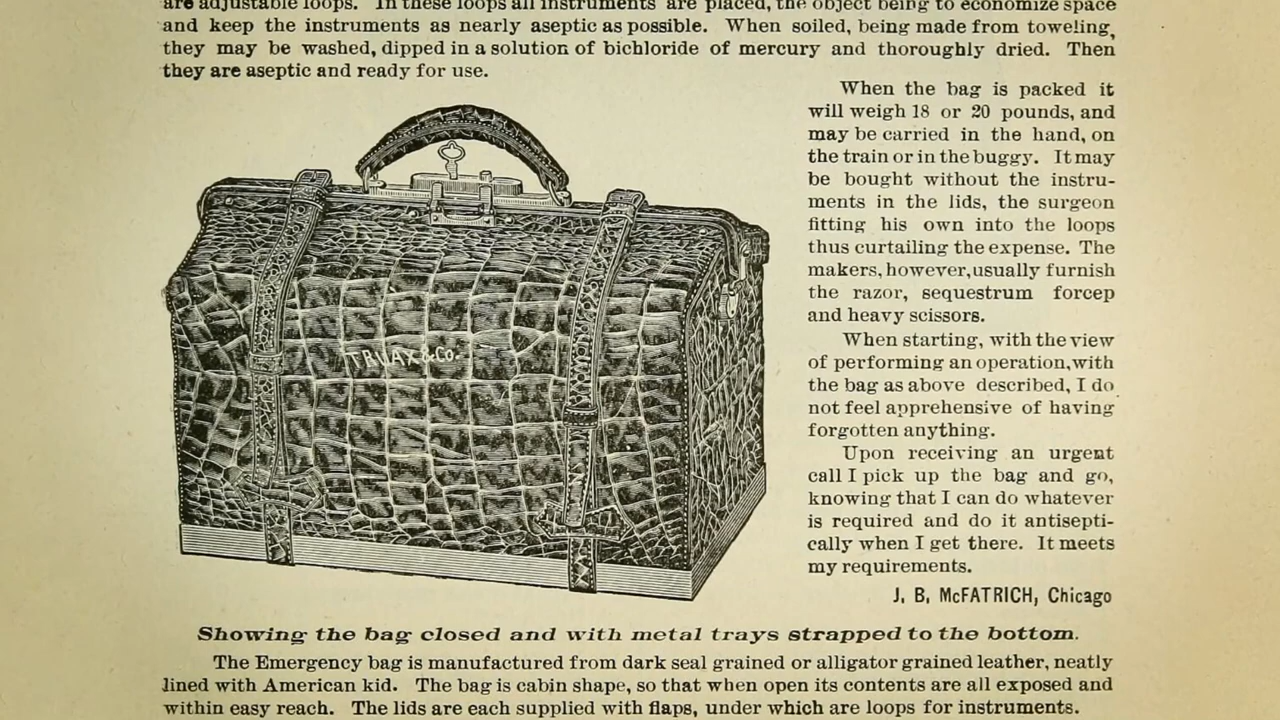 are adjustable loops. In these loops all instruments are placed, the object being to economize space
and keep the instruments as nearly aseptic as possible. When soiled, being made from toweling,
they may be washed, dipped in a solution of bichloride of mercury and thoroughly dried. Then
they are aseptic and ready for use.
TRUAX & Co.
When the bag is packed it
will weigh 18 or 20 pounds, and
may be carried in the hand, on
the train or in the buggy. It may
be bought without the instru-
ments in the lids, the surgeon
fitting his own into the loops
thus curtailing the expense. The
makers, however, usually furnish
the razor, sequestrum forcep
and heavy scissors.
When starting, with the view
of performing an operation, with
the bag as above described, I do
not feel apprehensive of having
forgotten anything.
Upon receiving an urgent
call I pick up the bag and go,
knowing that I can do whatever
is required and do it antisepti-
cally when I get there. It meets
my requirements.
J. B. McFATRICH, Chicago
Showing the bag closed and with metal trays strapped to the bottom.
The Emergency bag is manufactured from dark seal grained or alligator grained leather, neatly
lined with American kid. The bag is cabin shape, so that when open its contents are all exposed and
within easy reach. The lids are each supplied with flaps, under which are loops for instruments.